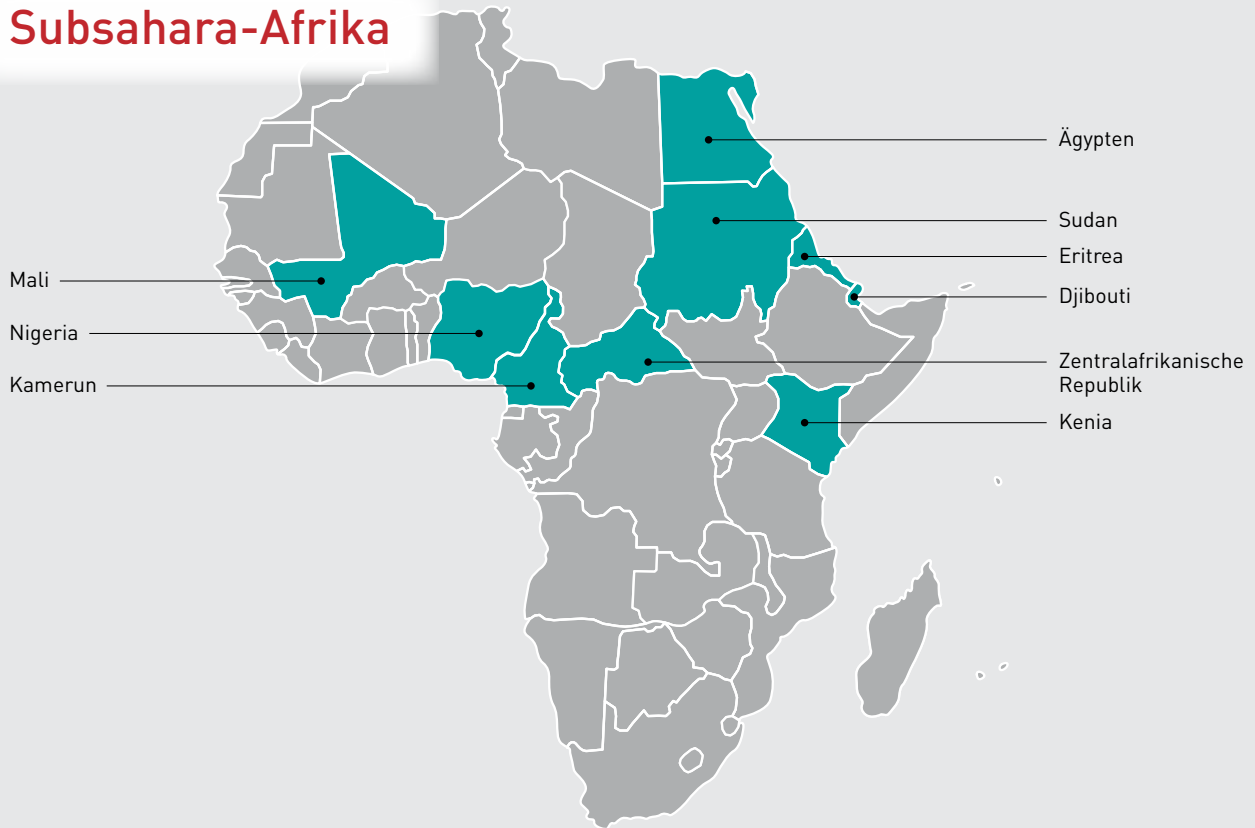 Subsahara-Afrika
Mali
Nigeria
Kamerun
Ägypten
Sudan
Eritrea
Djibouti
Zentralafrikanische
Republik
Kenia